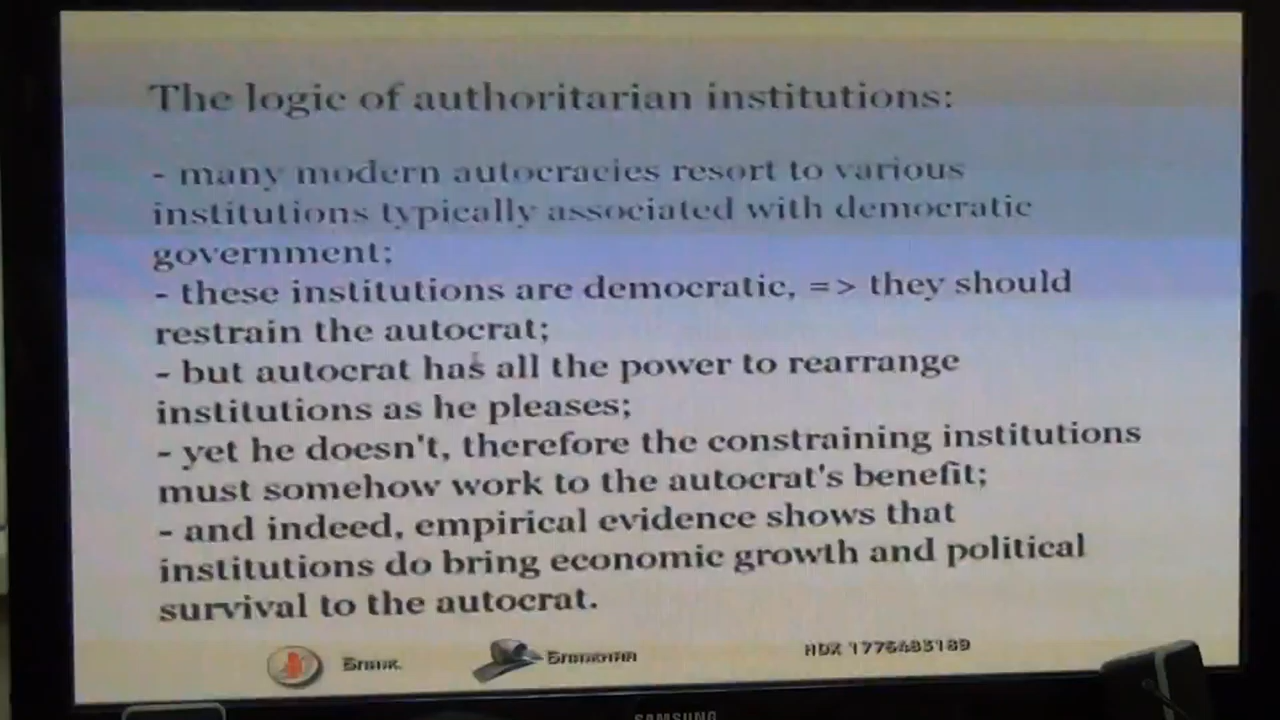 The logic of authoritarian institutions:
- many modern autocracies resort to various
institutions typically associated with democratic
government;
- these institutions are democratic, => they should
restrain the autocrat;
- but autocrat has all the power to rearrange
institutions as he pleases;
- yet he doesn't, therefore the constraining institutions
must somehow work to the autocrat's benefit;
- and indeed, empirical evidence shows that
institutions do bring economic growth and political
survival to the autocrat.
SAMSUNG